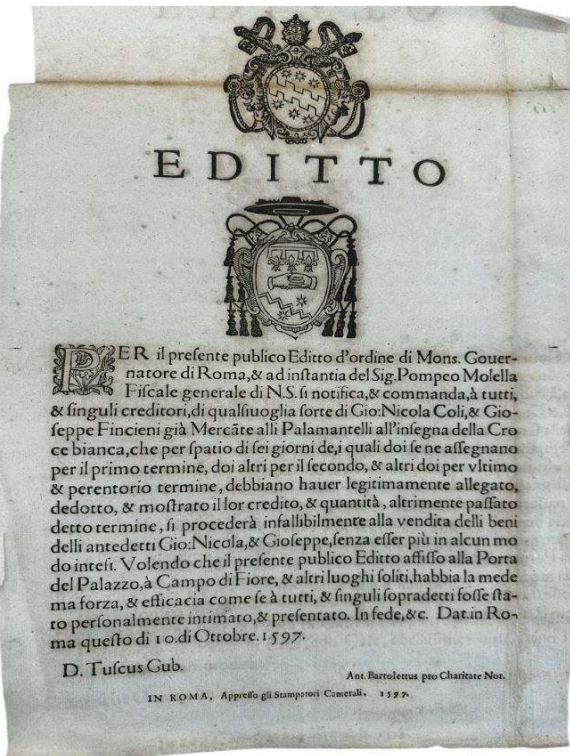 EDITTO
PER il presente publico Editto d'ordine di Mons. Gouer-
natore di Roma, & ad instantia del Sig. Pompeo Molella
Fiscale generale di N.S. si notifica, & commanda, à tutti,
& singuli creditori, di qualsiuoglia sorte di Gio: Nicola Coli, & Gio-
seppe Fincieni già Mercãte alli Palamantelli all'insegna della Cro
ce bianca, che per spatio di sei giorni de, i quali doi se ne assegnano
per il primo termine, doi altri per il secondo, & altri doi per vltimo
& perentorio termine, debbiano hauer legitimamente allegato,
dedotto, & mostrato il lor credito, & quantità, altrimente passato
detto termine, si procederà infallibilmente alla vendita delli beni
delli antedetti Gio: Nicola, & Gioseppe, senza esser più in alcun mo
do intesi. Volendo che il presente publico Editto affisso alla Porta
del Palazzo, à Campo di Fiore, & altri luoghi soliti, habbia la mede
ma forza, & efficacia come se à tutti, & singuli sopradetti fosse sta-
to personalmente intimato, & presentato. In fede, &c. Dat. in Ro-
ma questo di 10. di Ottobre. 1597.
D. Tuscus Gub.
Ant. Bartolettus pro Charitate Not.
IN ROMA, Appresso gli Stampatori Camerali. 1597.